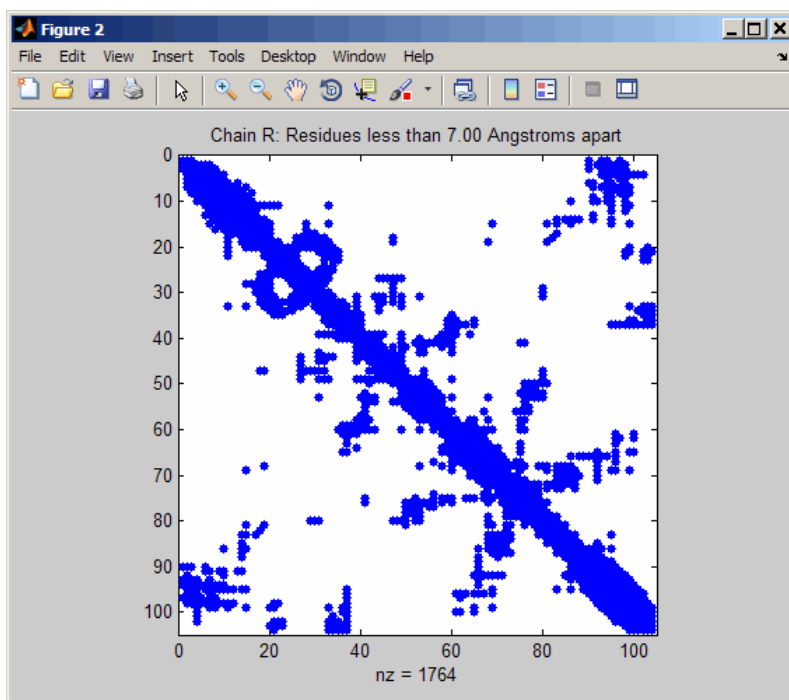 Figure 2
File Edit View Insert Tools Desktop Window Help
Chain R: Residues less than 7.00 Angstroms apart
0
10
20
30
40
50
60
70
80
90
100
0 20 40 60 80 100
nz = 1764